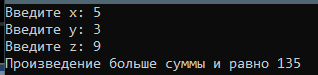 Введите x: 5
Введите y: 3
Введите z: 9
Произведение больше суммы и равно 135